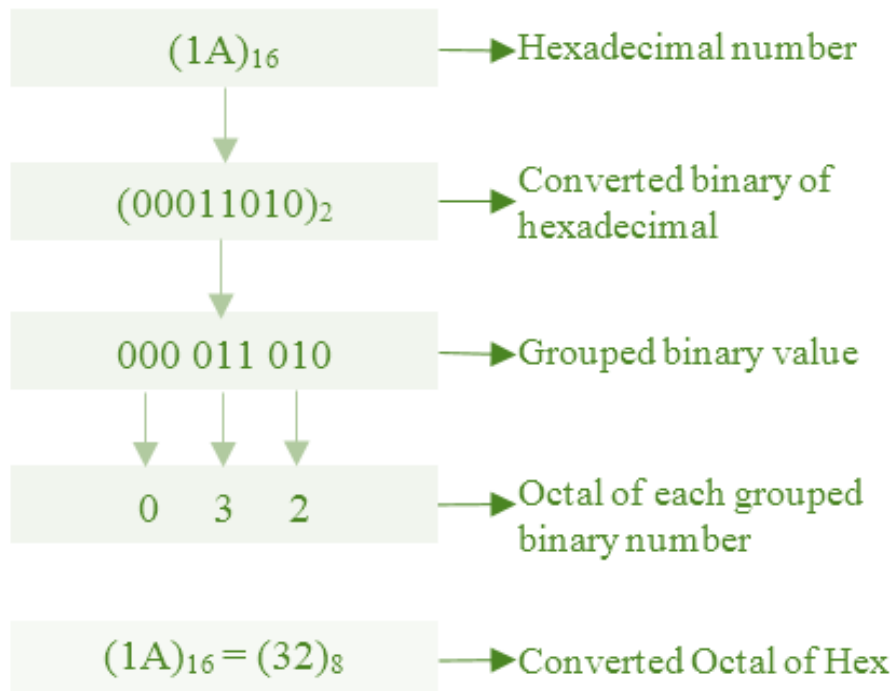 (1A)₁₆
Hexadecimal number
(00011010)₂
Converted binary of
hexadecimal
000 011 010
Grouped binary value
0 3 2
Octal of each grouped
binary number
(1A)₁₆ = (32)₈
Converted Octal of Hex